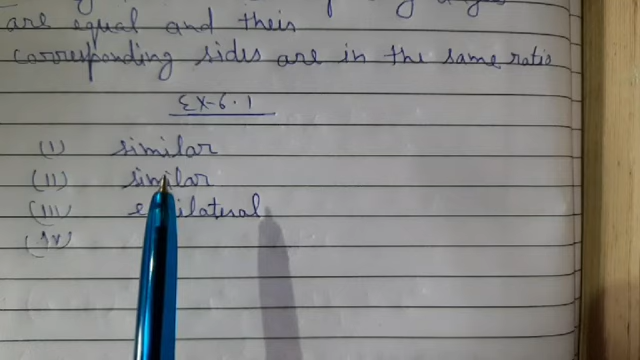 are equal and their
corresponding sides are in the same ratio
Ex-6.1
(i) similar
(ii) similar
(iii) equilateral
(iv)